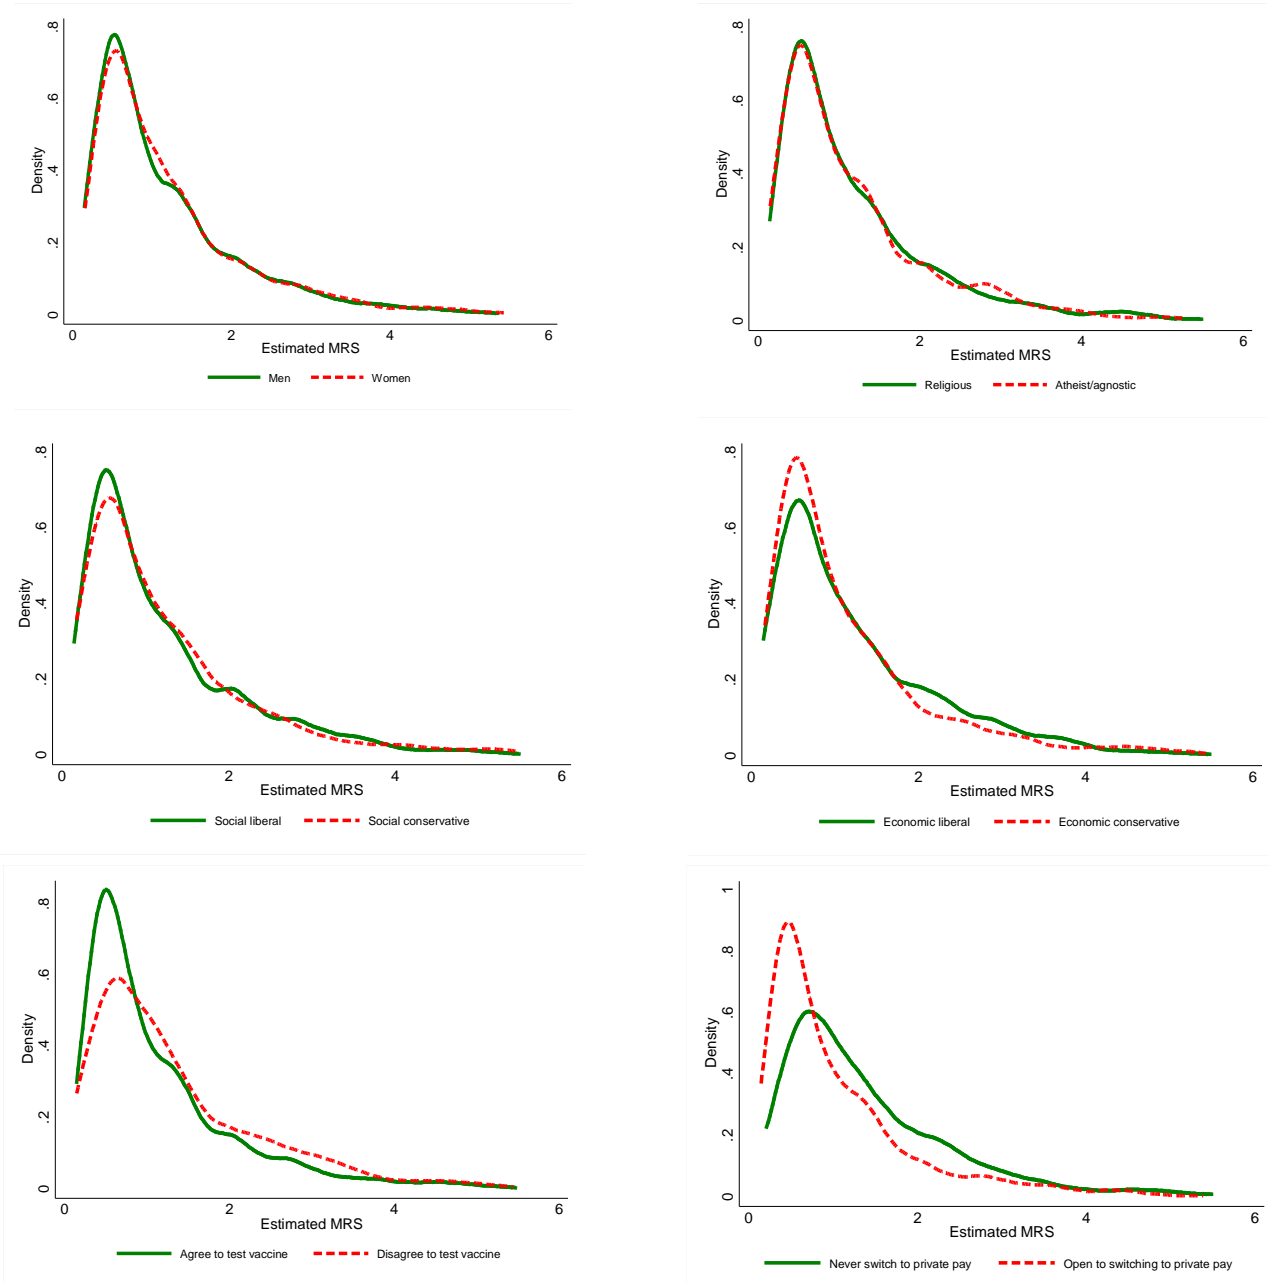 .8
.6
.4
.2
0
Density
0 2 4 6
Estimated MRS
Men Women
.8
.6
.4
.2
0
Density
0 2 4 6
Estimated MRS
Religious Atheist/agnostic
.8
.6
.4
.2
0
Density
0 2 4 6
Estimated MRS
Social liberal Social conservative
.8
.6
.4
.2
0
Density
0 2 4 6
Estimated MRS
Economic liberal Economic conservative
.8
.6
.4
.2
0
Density
0 2 4 6
Estimated MRS
Agree to test vaccine Disagree to test vaccine
1
.8
.6
.4
.2
0
Density
0 2 4 6
Estimated MRS
Never switch to private pay Open to switching to private pay